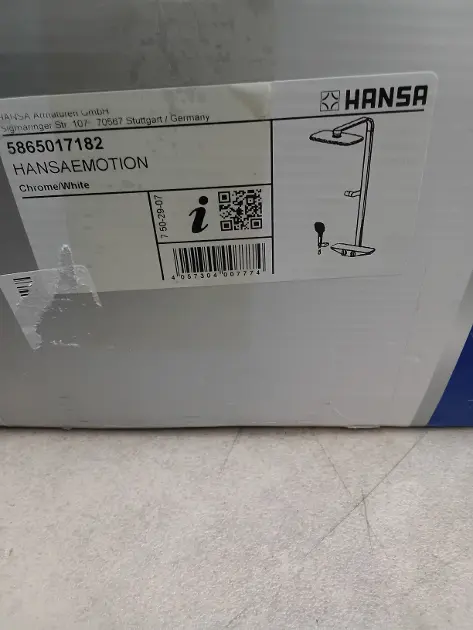 HANSA Armaturen GmbH
Sigmaringer Str. 107- 70567 Stuttgart / Germany
HANSA
5865017182
HANSAEMOTION
Chrome/White
7 50-29-07
i
4 057304 007774